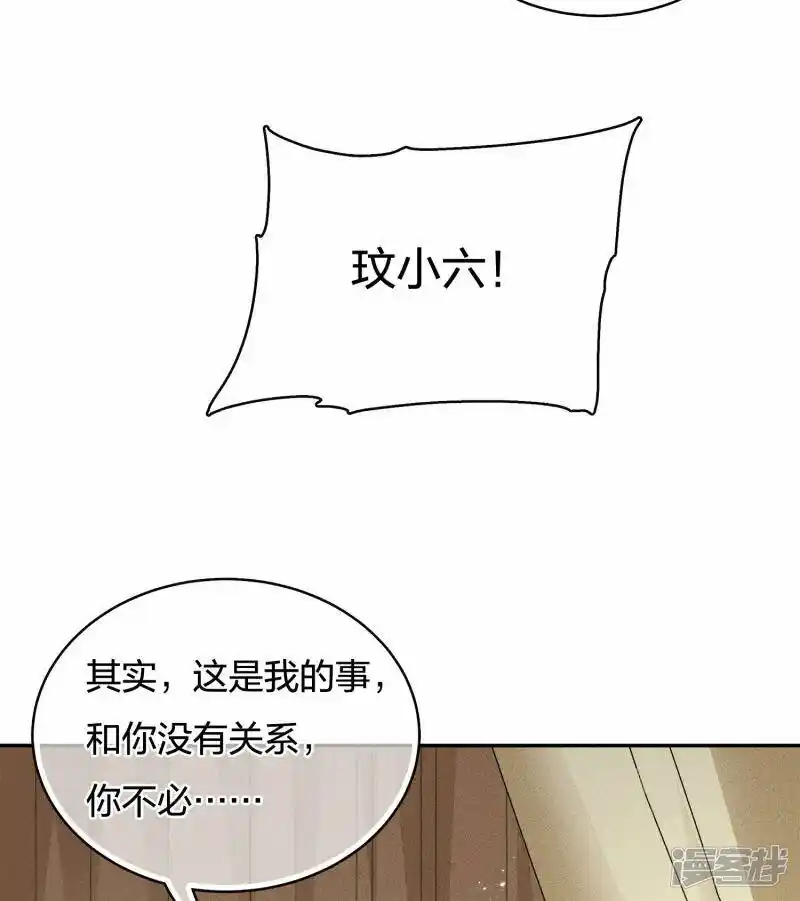 玟小六！
其实，这是我的事，
和你没有关系，
你不必……
漫客栈